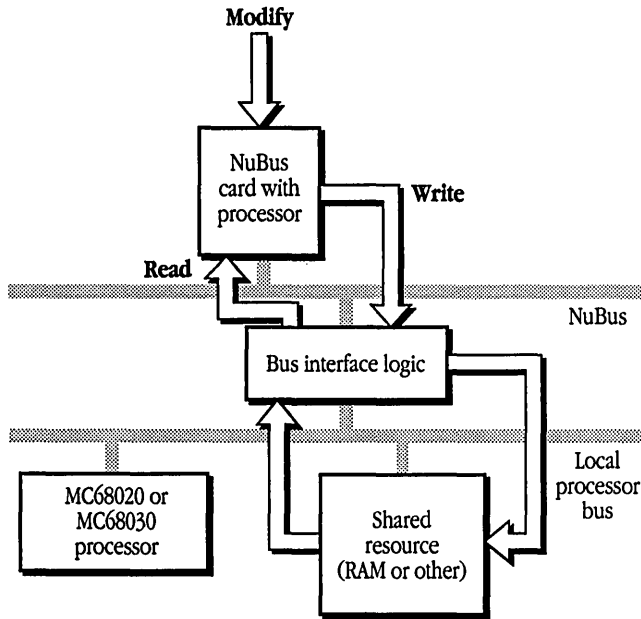 Modify
NuBus
card with
processor
Write
Read
NuBus
Bus interface logic
Local
processor
bus
MC68020 or
MC68030
processor
Shared
resource
(RAM or other)